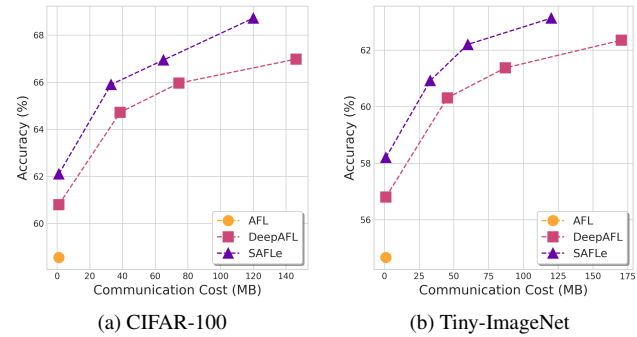 68
66
64
62
60
Accuracy (%)
0
20
40
60
80
100
120
140
Communication Cost (MB)
AFL
DeepAFL
SAFLe
(a) CIFAR-100
62
60
58
56
Accuracy (%)
0
25
50
75
100
125
150
175
Communication Cost (MB)
AFL
DeepAFL
SAFLe
(b) Tiny-ImageNet